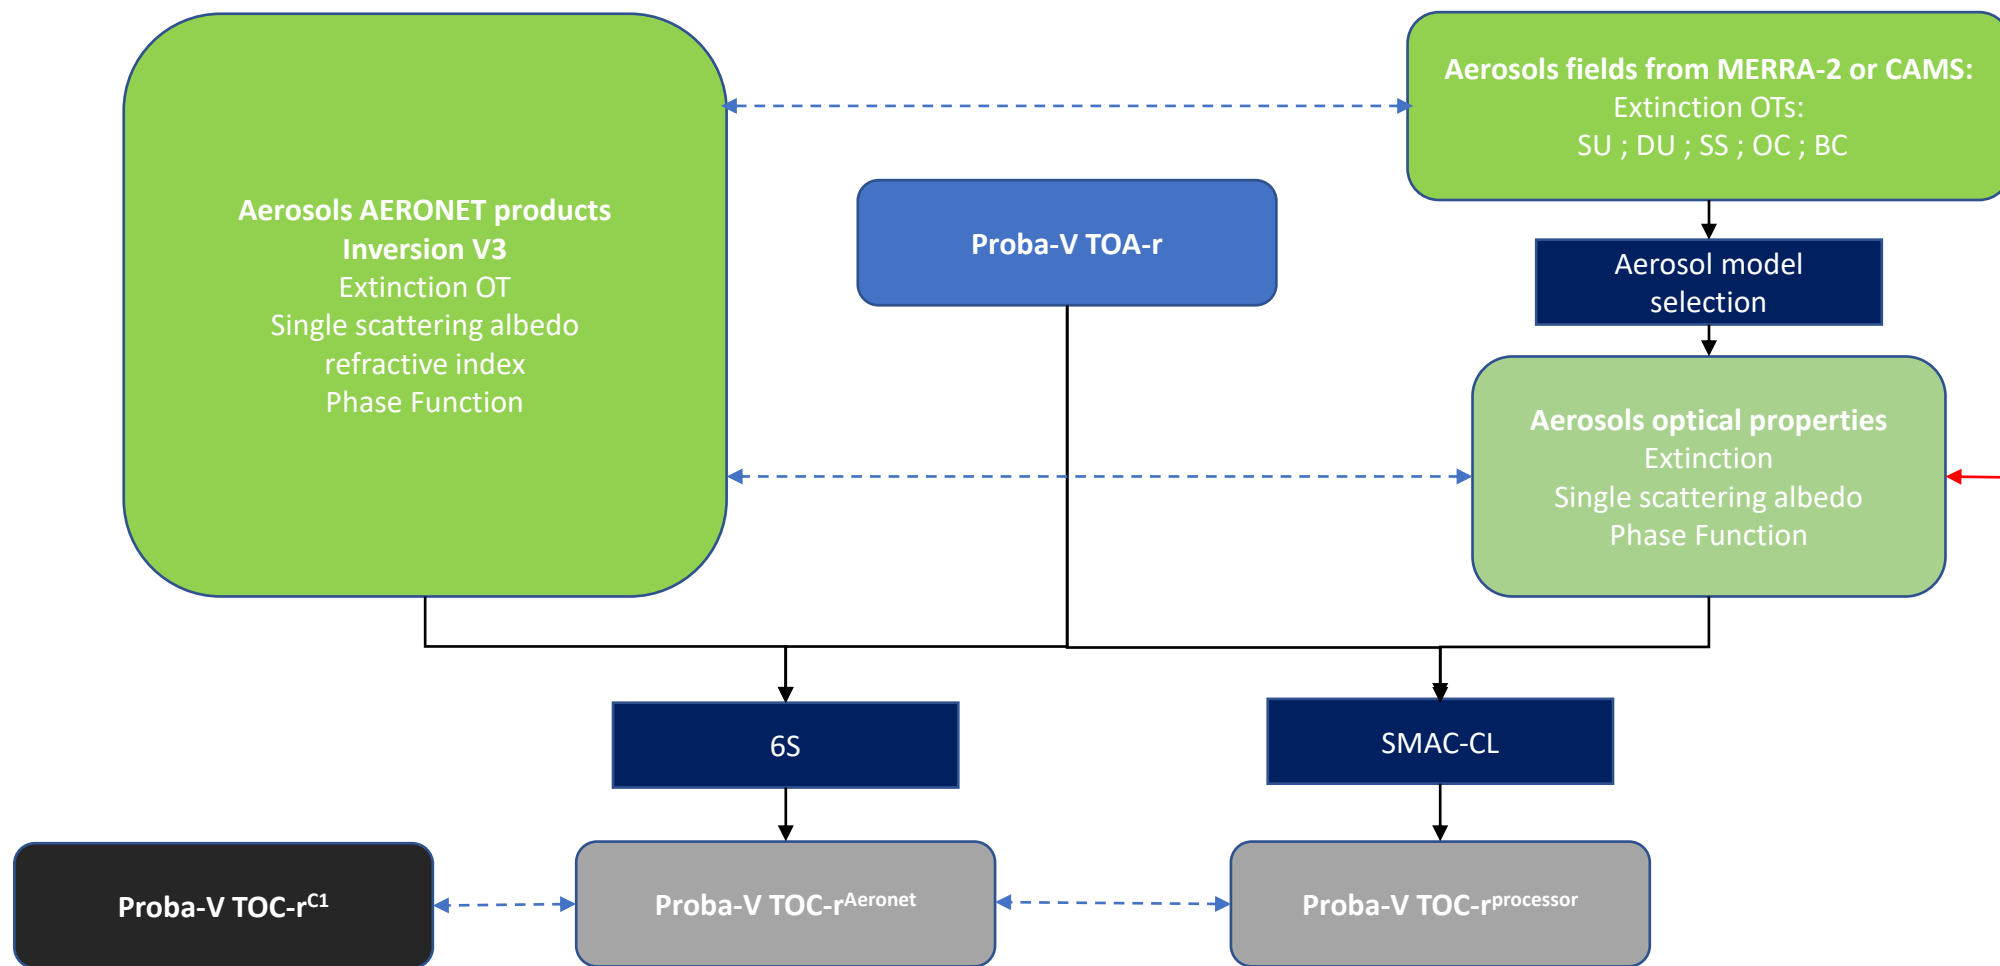 Aerosols AERONET products
Inversion V3
Extinction OT
Single scattering albedo
refractive index
Phase Function
Proba-V TOA-r
Aerosols fields from MERRA-2 or CAMS:
Extinction OTs:
SU ; DU ; SS ; OC ; BC
Aerosol model
selection
Aerosols optical properties
Extinction
Single scattering albedo
Phase Function
6S
SMAC-CL
Proba-V TOC-rC1
Proba-V TOC-rAeronet
Proba-V TOC-rprocessor